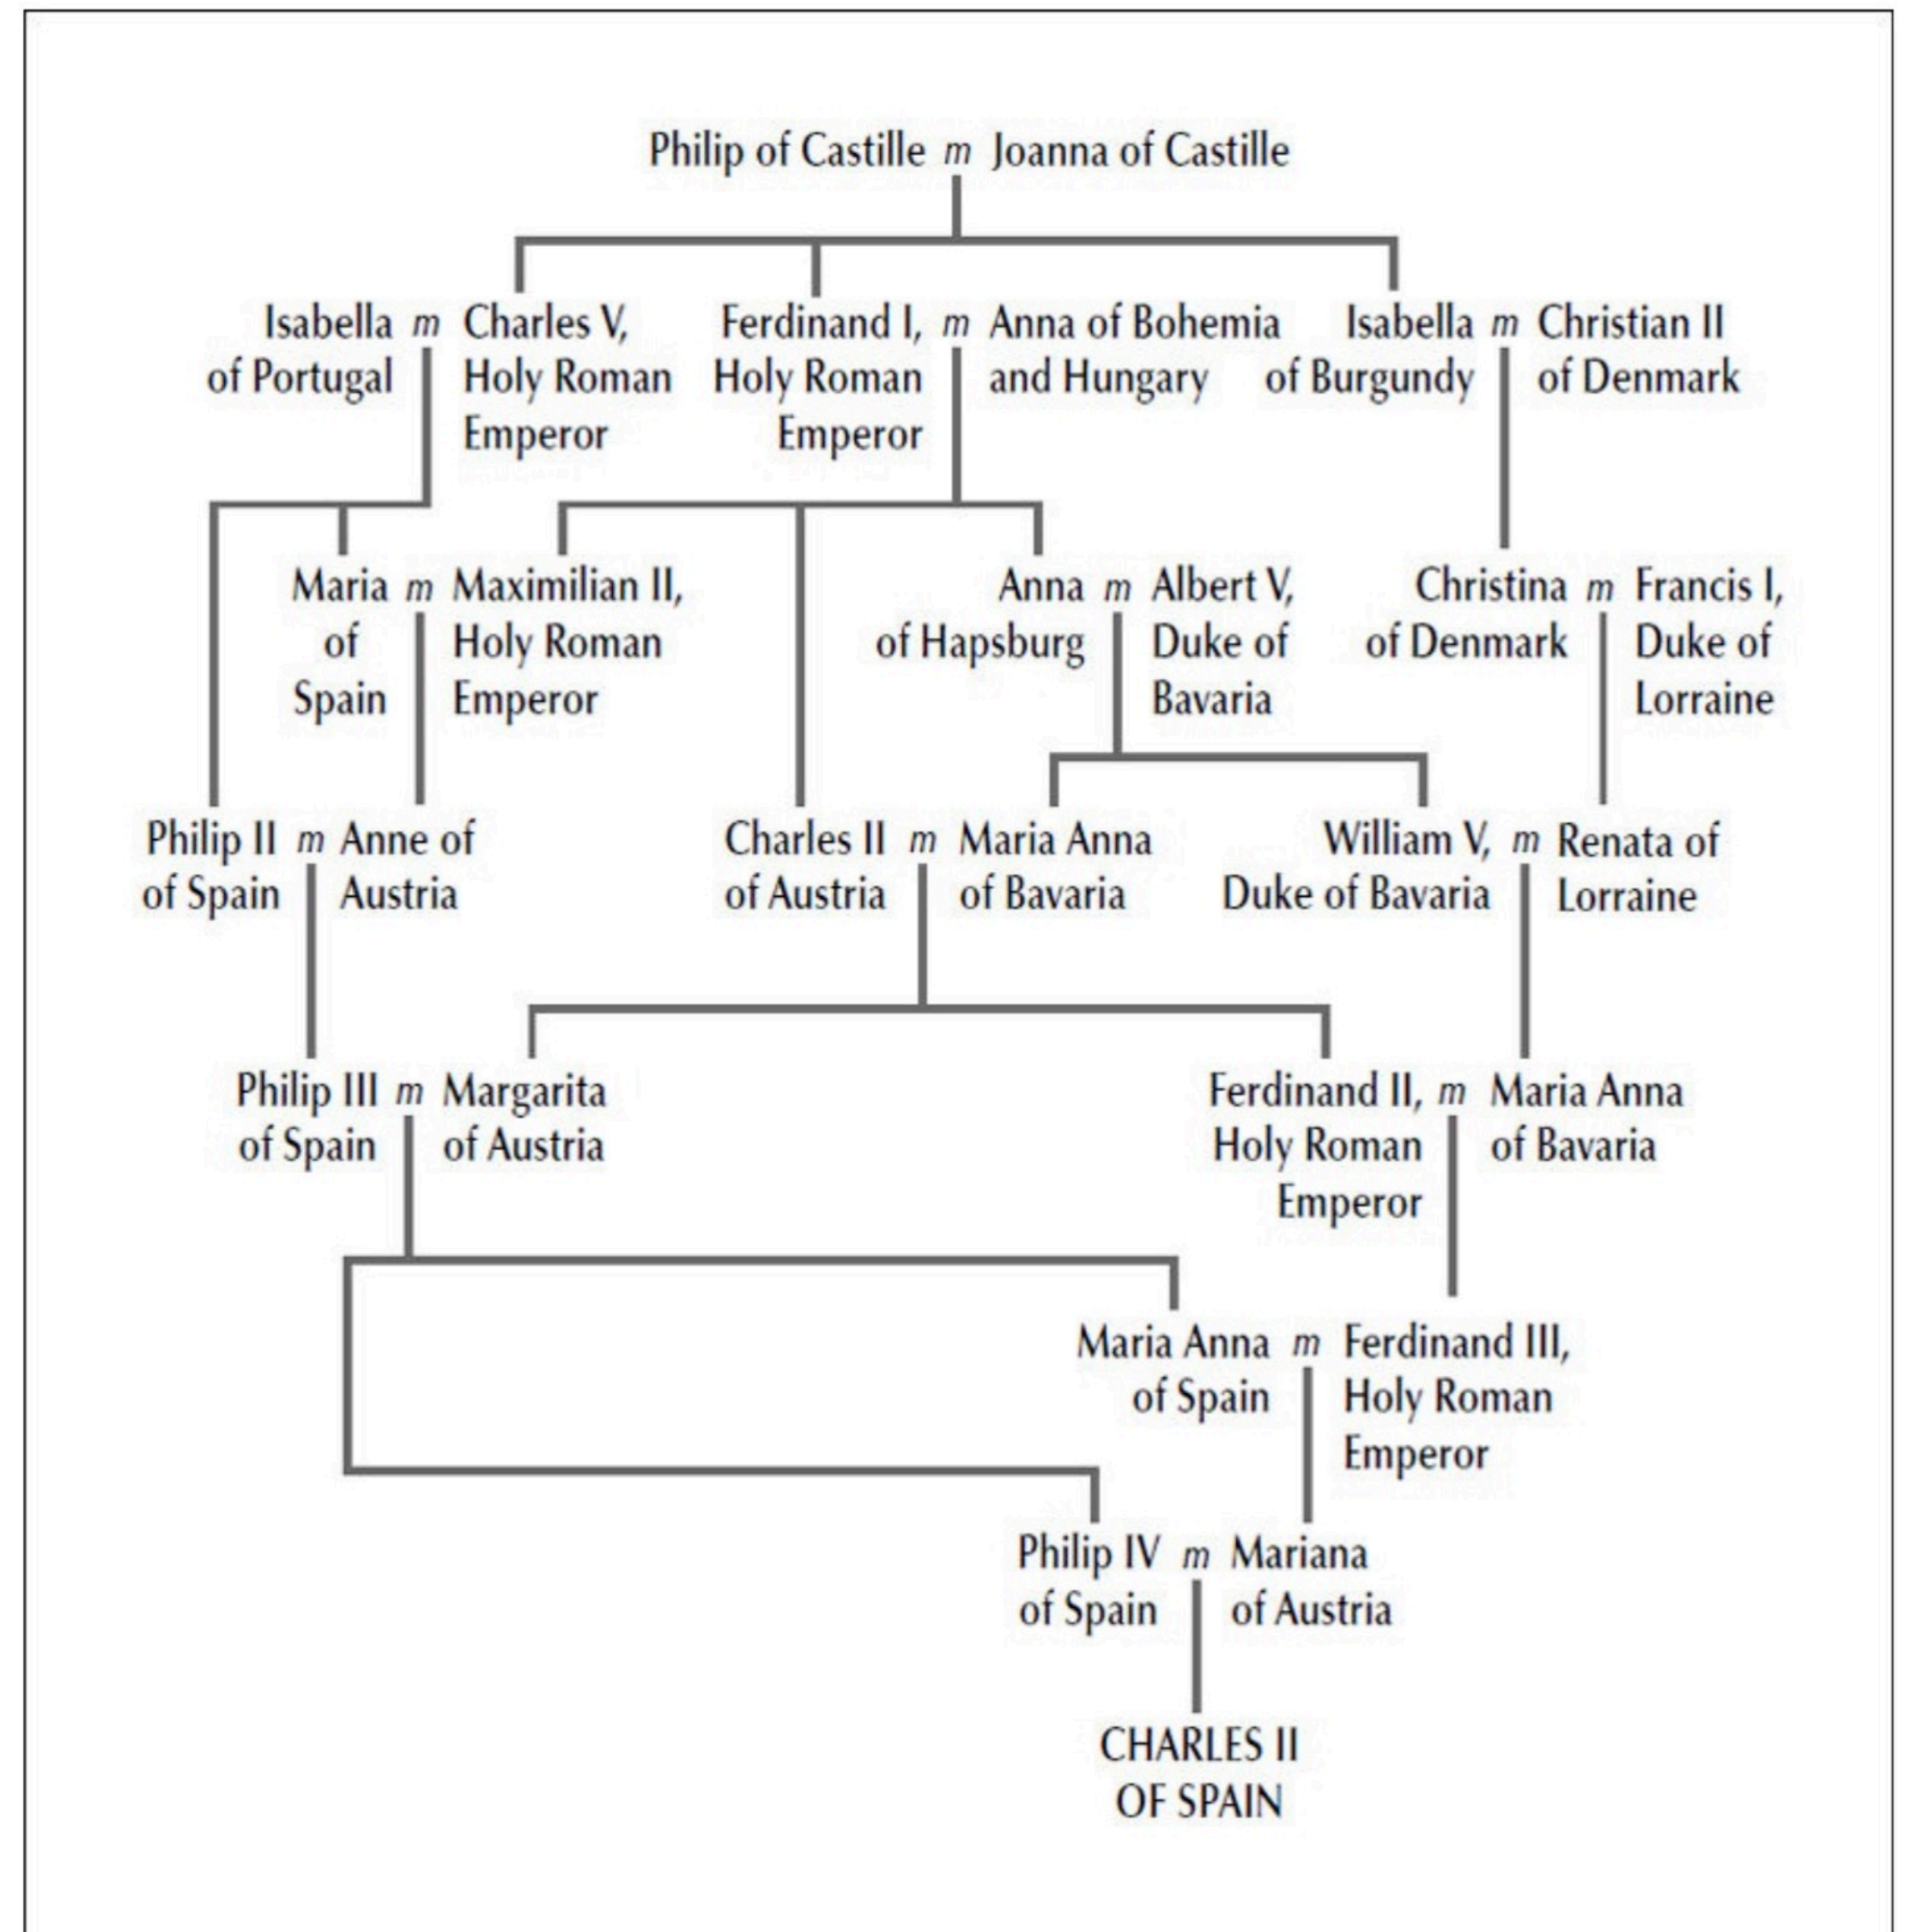 Philip of Castille m Joanna of Castille
Isabella m Charles V, Ferdinand I, m Anna of Bohemia Isabella m Christian II
of Portugal Holy Roman Holy Roman and Hungary of Burgundy of Denmark
Emperor Emperor
Maria m Maximilian II, Anna m Albert V, Christina m Francis I,
of Holy Roman of Hapsburg Duke of of Denmark Duke of
Spain Emperor Bavaria Lorraine
Philip II m Anne of Charles II m Maria Anna William V, m Renata of
of Spain Austria of Austria of Bavaria Duke of Bavaria Lorraine
Philip III m Margarita Ferdinand II, m Maria Anna
of Spain of Austria Holy Roman of Bavaria
Emperor
Maria Anna m Ferdinand III,
of Spain Holy Roman
Emperor
Philip IV m Mariana
of Spain of Austria
CHARLES II
OF SPAIN